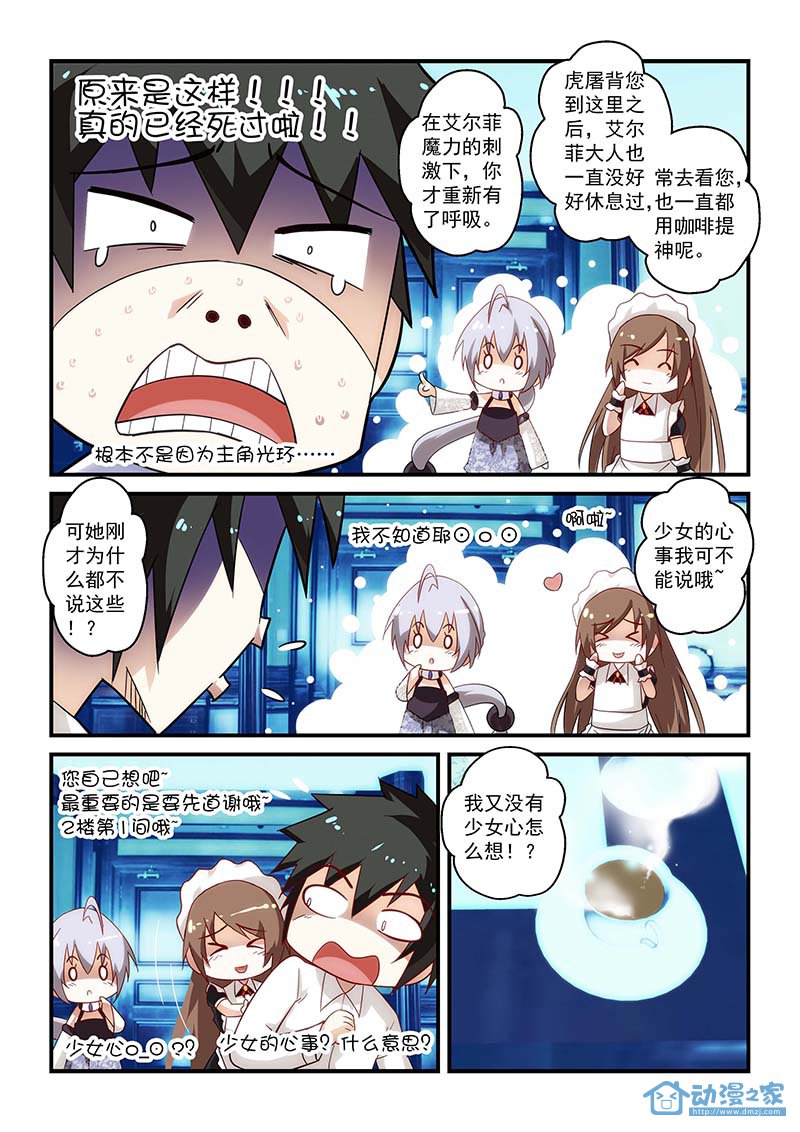 原来是这样！！！
真的已经死过啦！！
在艾尔菲
魔力的刺
激下，你
才重新有
了呼吸。
虎屠背您
到这里之
后，艾尔
菲大人也
一直没好
好休息过，
常去看您，
也一直都
用咖啡提
神呢。
根本不是因为主角光环……
可她刚
才为什
么都不
说这些
！？
我不知道耶⊙o⊙
啊啦~
少女的心
事我可不
能说哦~
您自己想吧~
最重要的是要先道谢哦~
2楼第1间哦~
少女心o_O??
少女的心事？什么意思？
我又没有
少女心怎
么想！？
动漫之家
http://www.dmzj.com